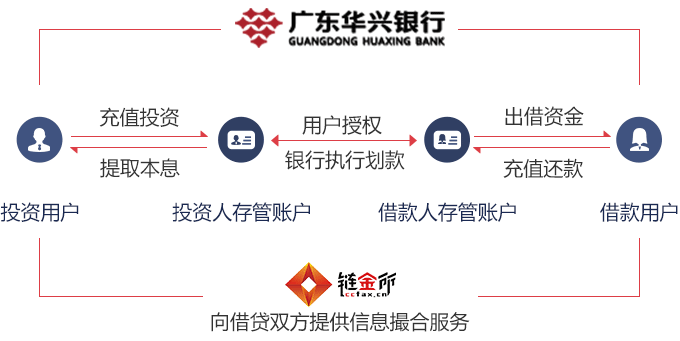 广东华兴银行
GUANGDONG HUAXING BANK
充值投资
提取本息
用户授权
银行执行划款
出借资金
充值还款
投资用户
投资人存管账户
借款人存管账户
借款用户
链金所
ccfax.cn
向借贷双方提供信息撮合服务